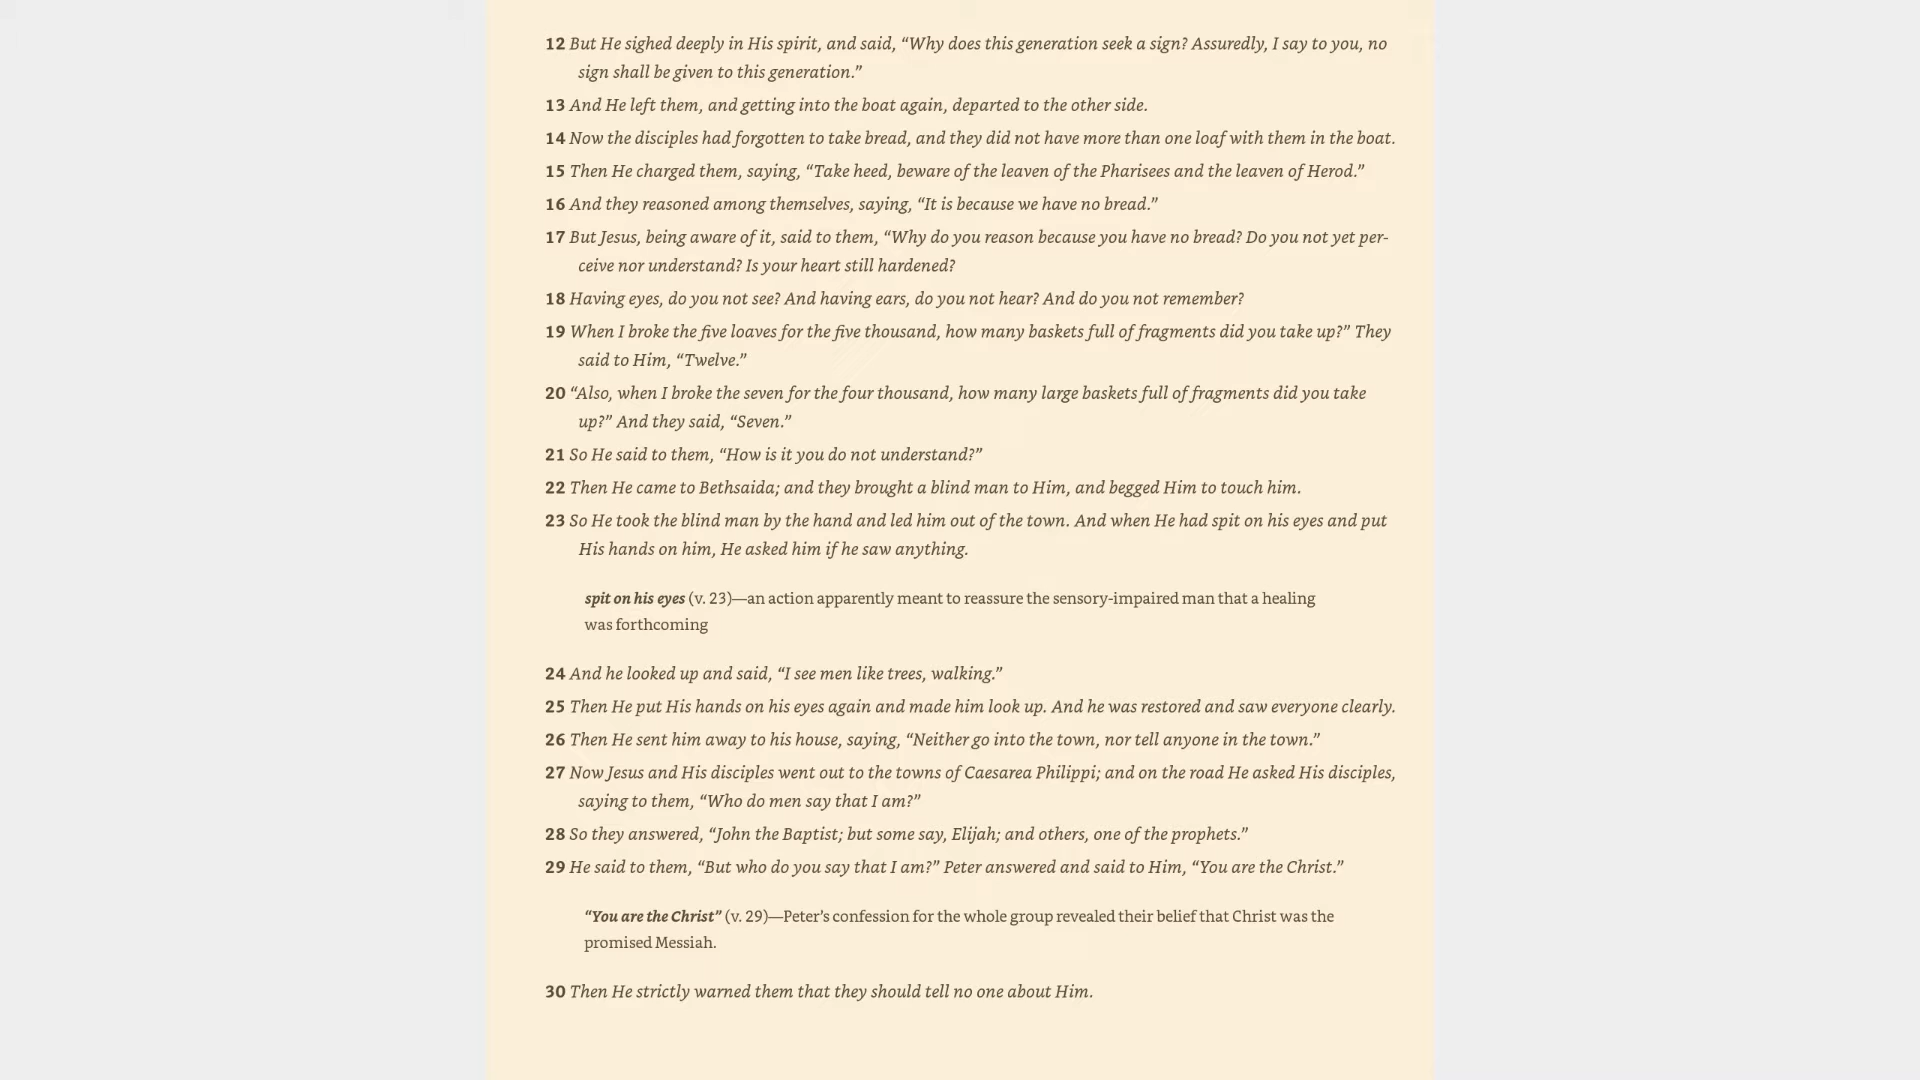 12 But He sighed deeply in His spirit, and said, “Why does this generation seek a sign? Assuredly, I say to you, no
sign shall be given to this generation.”
13 And He left them, and getting into the boat again, departed to the other side.
14 Now the disciples had forgotten to take bread, and they did not have more than one loaf with them in the boat.
15 Then He charged them, saying, “Take heed, beware of the leaven of the Pharisees and the leaven of Herod.”
16 And they reasoned among themselves, saying, “It is because we have no bread.”
17 But Jesus, being aware of it, said to them, “Why do you reason because you have no bread? Do you not yet per-
ceive nor understand? Is your heart still hardened?
18 Having eyes, do you not see? And having ears, do you not hear? And do you not remember?
19 When I broke the five loaves for the five thousand, how many baskets full of fragments did you take up?” They
said to Him, “Twelve.”
20 “Also, when I broke the seven for the four thousand, how many large baskets full of fragments did you take
up?” And they said, “Seven.”
21 So He said to them, “How is it you do not understand?”
22 Then He came to Bethsaida; and they brought a blind man to Him, and begged Him to touch him.
23 So He took the blind man by the hand and led him out of the town. And when He had spit on his eyes and put
His hands on him, He asked him if he saw anything.
spit on his eyes (v. 23)—an action apparently meant to reassure the sensory-impaired man that a healing
was forthcoming
24 And he looked up and said, “I see men like trees, walking.”
25 Then He put His hands on his eyes again and made him look up. And he was restored and saw everyone clearly.
26 Then He sent him away to his house, saying, “Neither go into the town, nor tell anyone in the town.”
27 Now Jesus and His disciples went out to the towns of Caesarea Philippi; and on the road He asked His disciples,
saying to them, “Who do men say that I am?”
28 So they answered, “John the Baptist; but some say, Elijah; and others, one of the prophets.”
29 He said to them, “But who do you say that I am?” Peter answered and said to Him, “You are the Christ.”
“You are the Christ” (v. 29)—Peter’s confession for the whole group revealed their belief that Christ was the
promised Messiah.
30 Then He strictly warned them that they should tell no one about Him.